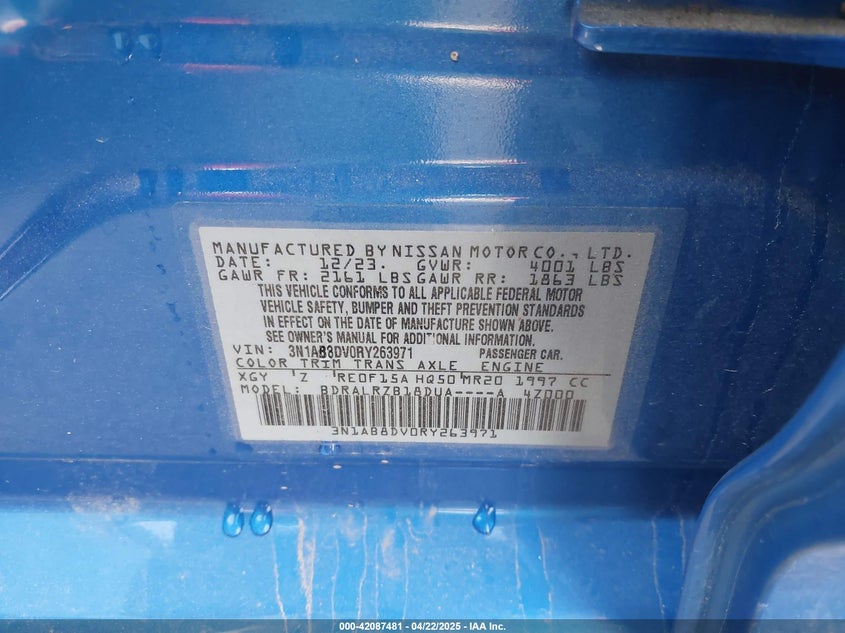 MANUFACTURED BY NISSAN MOTOR CO., LTD.
DATE: 12/23. GVWR: 4001 LBS
GAWR FR: 2161 LBS GAWR RR: 1863 LBS
THIS VEHICLE CONFORMS TO ALL APPLICABLE FEDERAL MOTOR
VEHICLE SAFETY, BUMPER AND THEFT PREVENTION STANDARDS
IN EFFECT ON THE DATE OF MANUFACTURE SHOWN ABOVE.
SEE OWNER'S MANUAL FOR ADDITIONAL INFORMATION.
VIN: 3N1AB8DV0RY263971 PASSENGER CAR.
COLOR TRIM TRANS AXLE ENGINE
XGY Z RE0F15A HQ50 MR20 1997 CC
MODEL: BDRALRZB18DUA----A 4Z000
3N1AB8DV0RY263971
000-42087481 - 04/22/2025 - IAA Inc.